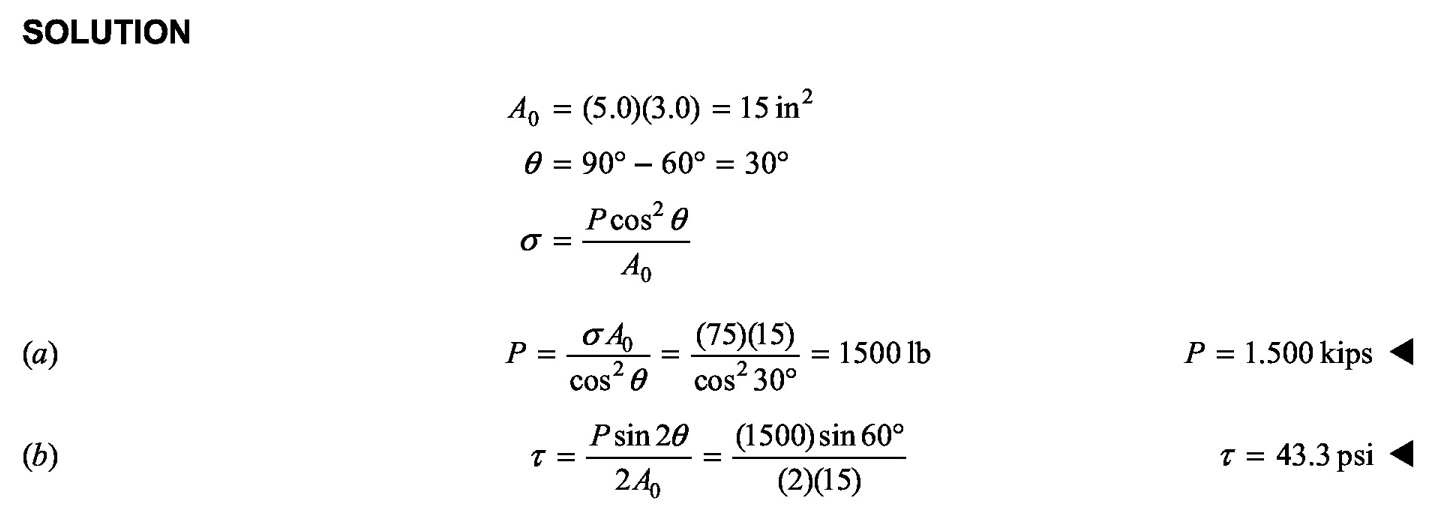 SOLUTION
A₀ = (5.0)(3.0) = 15 in²
θ = 90° − 60° = 30°
σ = P cos² θ / A₀
(a) P = σA₀ / cos² θ = (75)(15) / cos² 30° = 1500 lb P = 1.500 kips ◄
(b) τ = P sin 2θ / 2A₀ = (1500) sin 60° / (2)(15) τ = 43.3 psi ◄